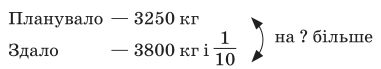 Планувало — 3250 кг
Здало — 3800 кг і 1/10
на ? більше